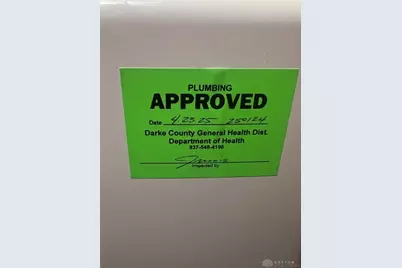 PLUMBING
APPROVED
Date 4.23.25 250124
Darke County General Health Dist.
Department of Health
937-548-4196
Inspected by